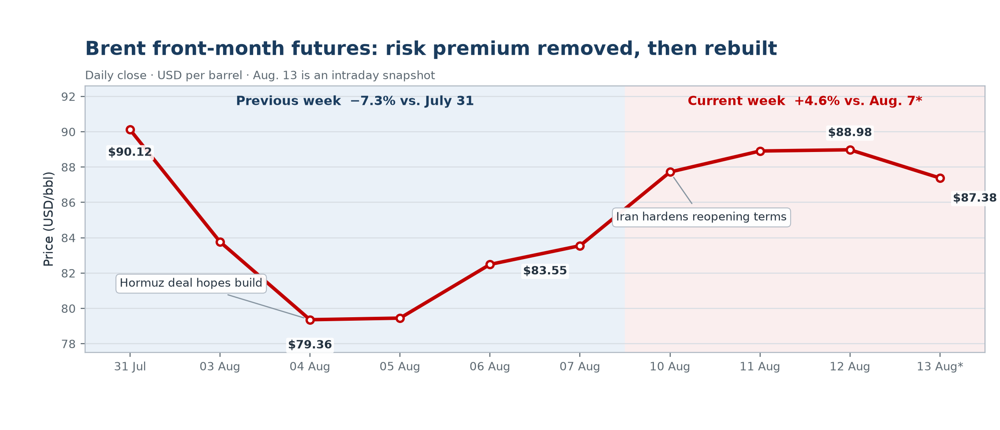 Brent front-month futures: risk premium removed, then rebuilt
Daily close · USD per barrel · Aug. 13 is an intraday snapshot
Previous week −7.3% vs. July 31
Current week +4.6% vs. Aug. 7*
Price (USD/bbl)
92
90
88
86
84
82
80
78
$90.12
Hormuz deal hopes build
$79.36
$83.55
Iran hardens reopening terms
$88.98
$87.38
31 Jul
03 Aug
04 Aug
05 Aug
06 Aug
07 Aug
10 Aug
11 Aug
12 Aug
13 Aug*